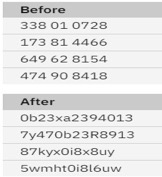 Before
338 01 0728
173 81 4466
649 62 8154
474 90 8418
After
0b23xa2394013
7y470b23R8913
87kyx0i8x8uy
5wmht0i8l6uw